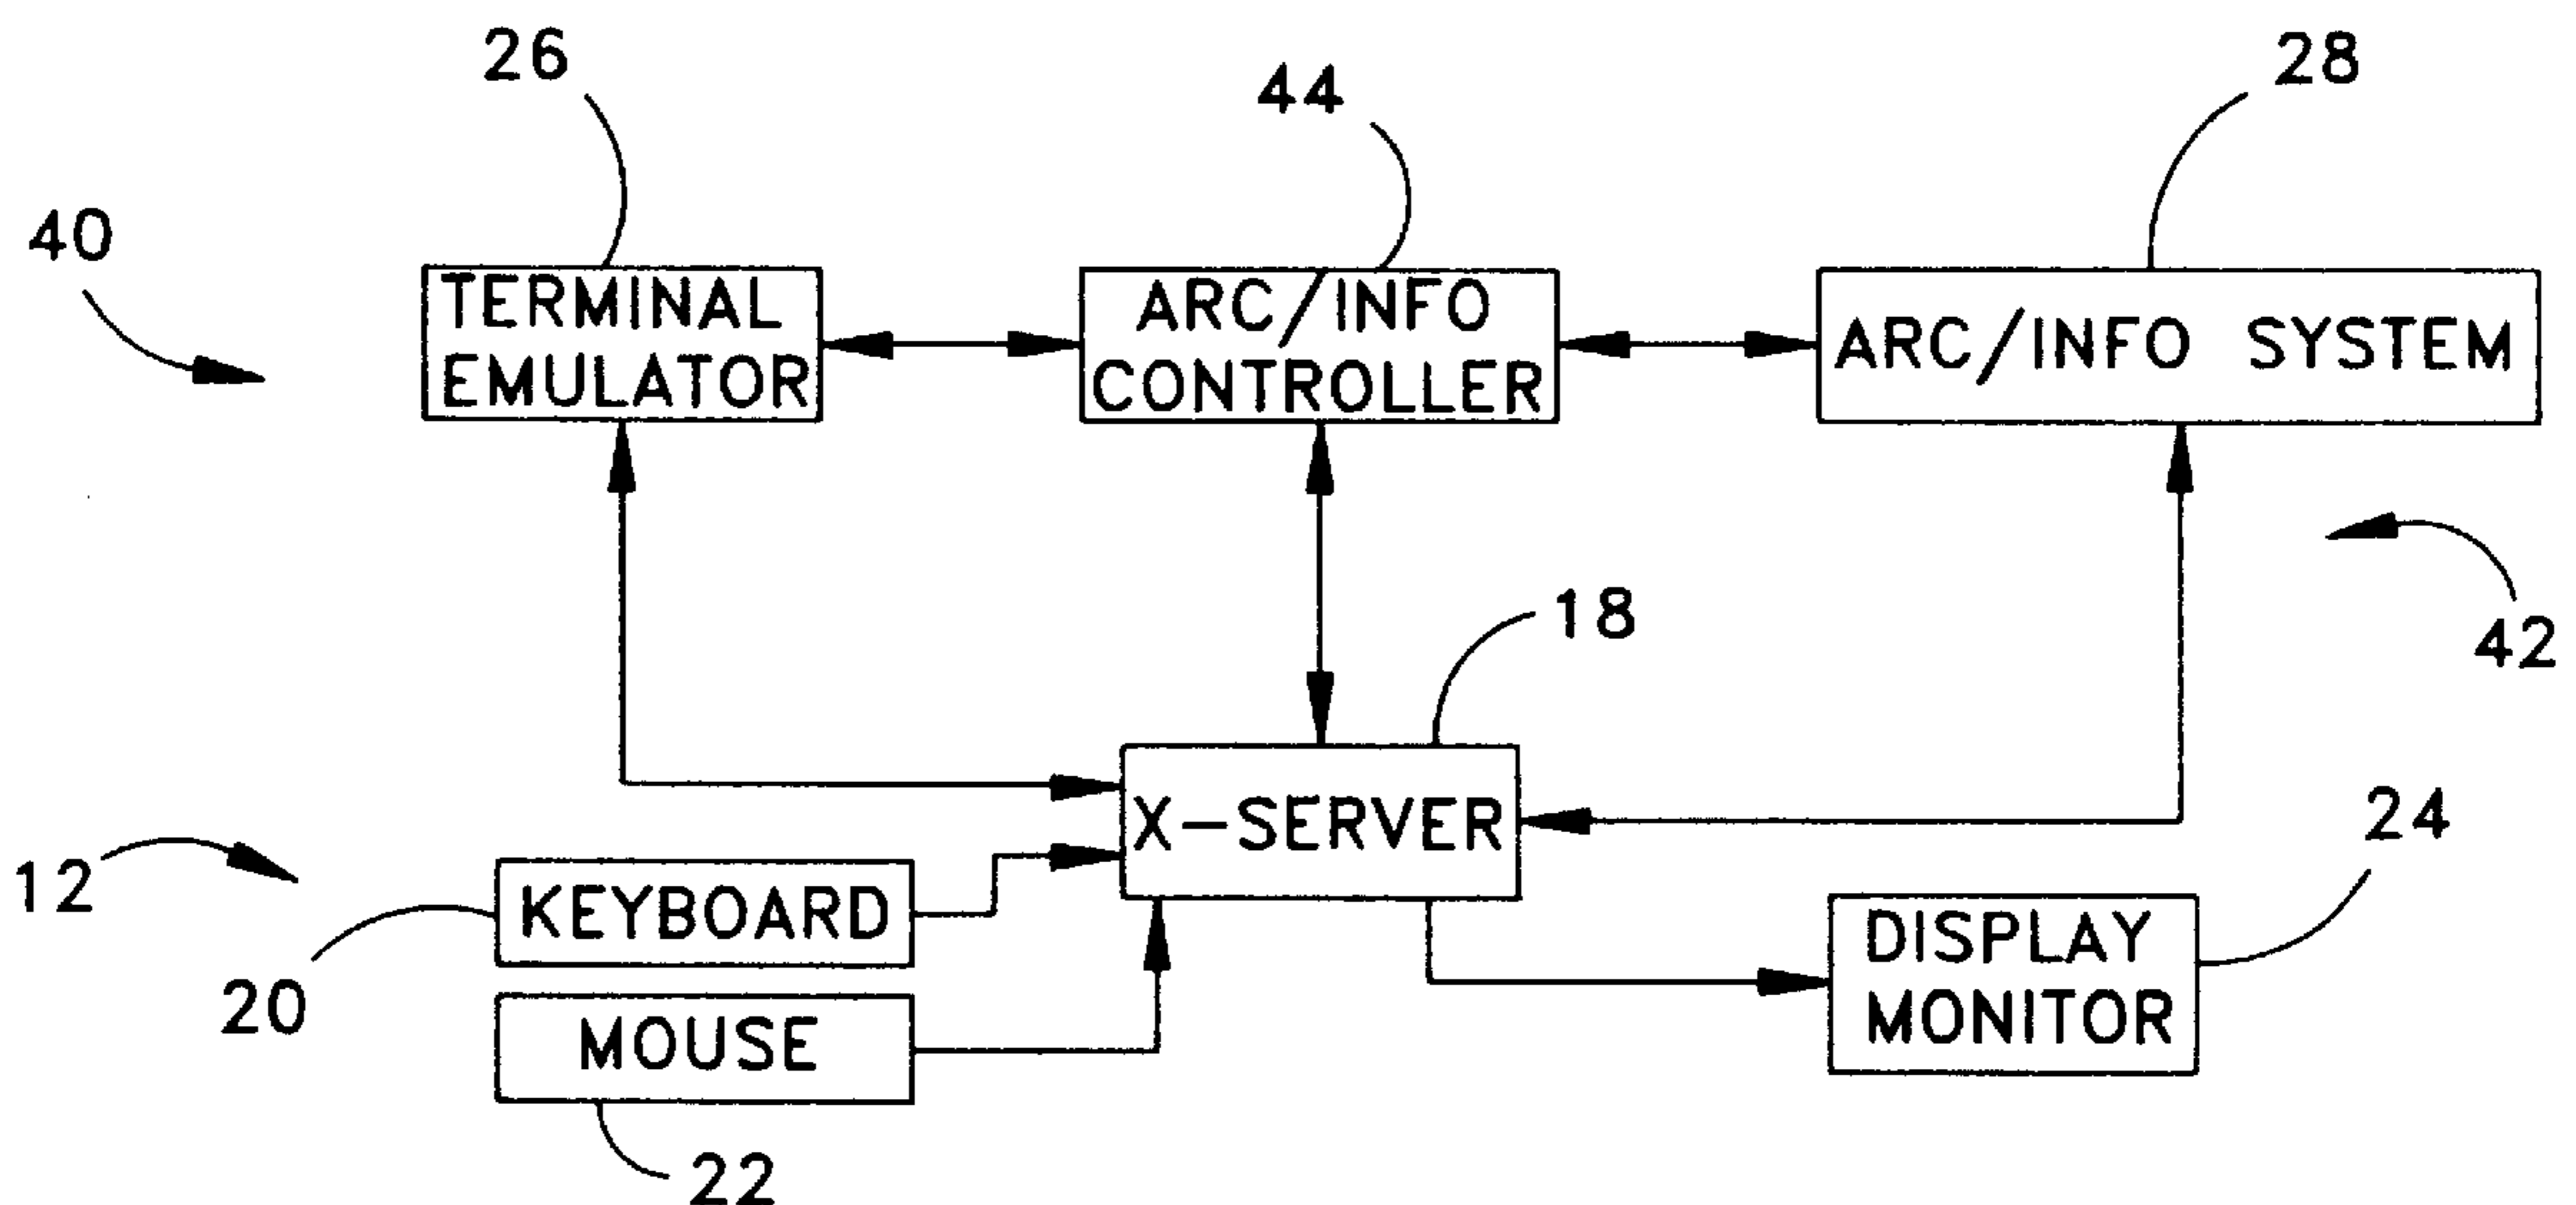 26
44
28
40
TERMINAL
EMULATOR
ARC/INFO
CONTROLLER
ARC/INFO SYSTEM
18
42
X-SERVER
24
12
KEYBOARD
20
DISPLAY
MONITOR
MOUSE
22